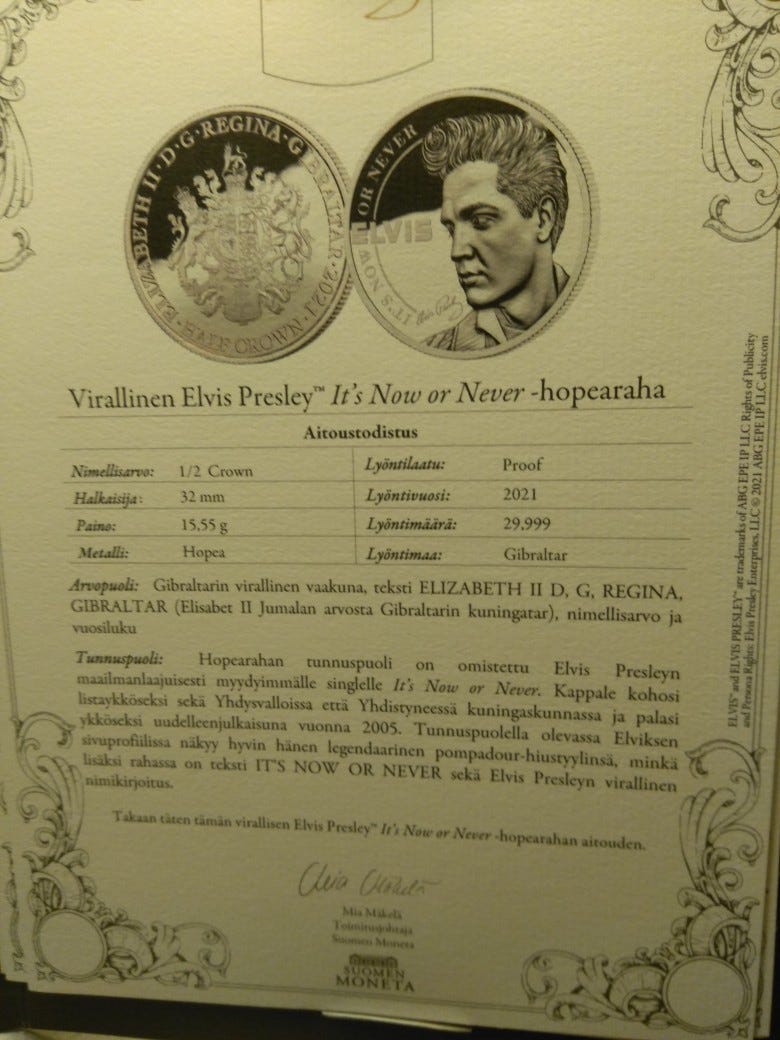 ELIZABETH II · D · G · REGINA · GIBRALTAR · 2021 ·
HALF CROWN
IT'S NOW OR NEVER
ELVIS
Virallinen Elvis Presley™ It's Now or Never -hopearaha
Aitoustodistus
Nimellisarvo: 1/2 Crown
Lyöntilaatu: Proof
Halkaisija: 32 mm
Lyöntivuosi: 2021
Paino: 15,55 g
Lyöntimäärä: 29,999
Metalli: Hopea
Lyöntimaa: Gibraltar
Arvopuoli: Gibraltarin virallinen vaakuna, teksti ELIZABETH II D, G, REGINA,
GIBRALTAR (Elisabet II Jumalan arvosta Gibraltarin kuningatar), nimellisarvo ja
vuosiluku
Tunnuspuoli: Hopearahan tunnuspuoli on omistettu Elvis Presleyn
maailmanlaajuisesti myydyimmälle singlelle It's Now or Never. Kappale kohosi
listaykköseksi sekä Yhdysvalloissa että Yhdistyneessä kuningaskunnassa ja palasi
ykköseksi uudelleenjulkaisuna vuonna 2005. Tunnuspuolella olevassa Elviksen
sivuprofiilissa näkyy hyvin hänen legendaarinen pompadour-hiustyylinsä, minkä
lisäksi rahassa on teksti IT'S NOW OR NEVER sekä Elvis Presleyn virallinen
nimikirjoitus.
Takaan täten tämän virallisen Elvis Presley™ It's Now or Never -hopearahan aitouden.
Mia Mäkelä
Mia Mäkelä
Toimitusjohtaja
Suomen Moneta
SUOMEN
MONETA
ELVIS™ and ELVIS PRESLEY™ are trademarks of ABG EPE IP LLC Rights of Publicity
and Persona Rights: Elvis Presley Enterprises, LLC © 2021 ABG EPE IP LLC elvis.com